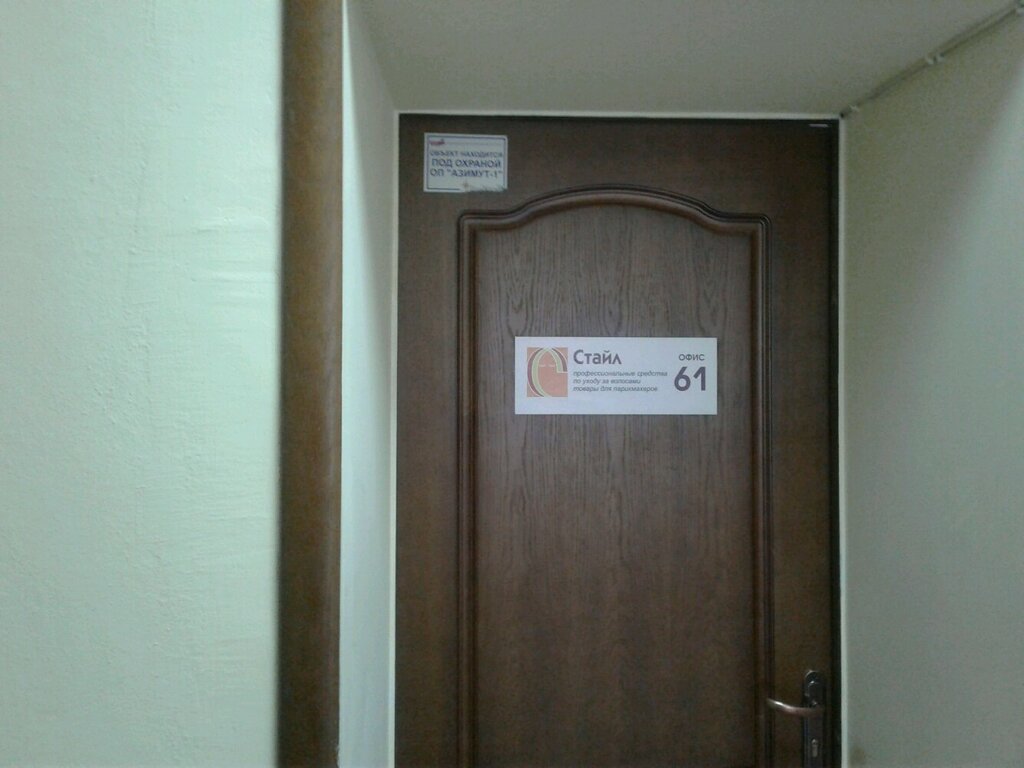 ОБЪЕКТ НАХОДИТСЯ
ПОД ОХРАНОЙ
ОП "АЗИМУТ-1"
Стайл
профессиональные средства
по уходу за волосами
товары для парикмахеров
ОФИС
61